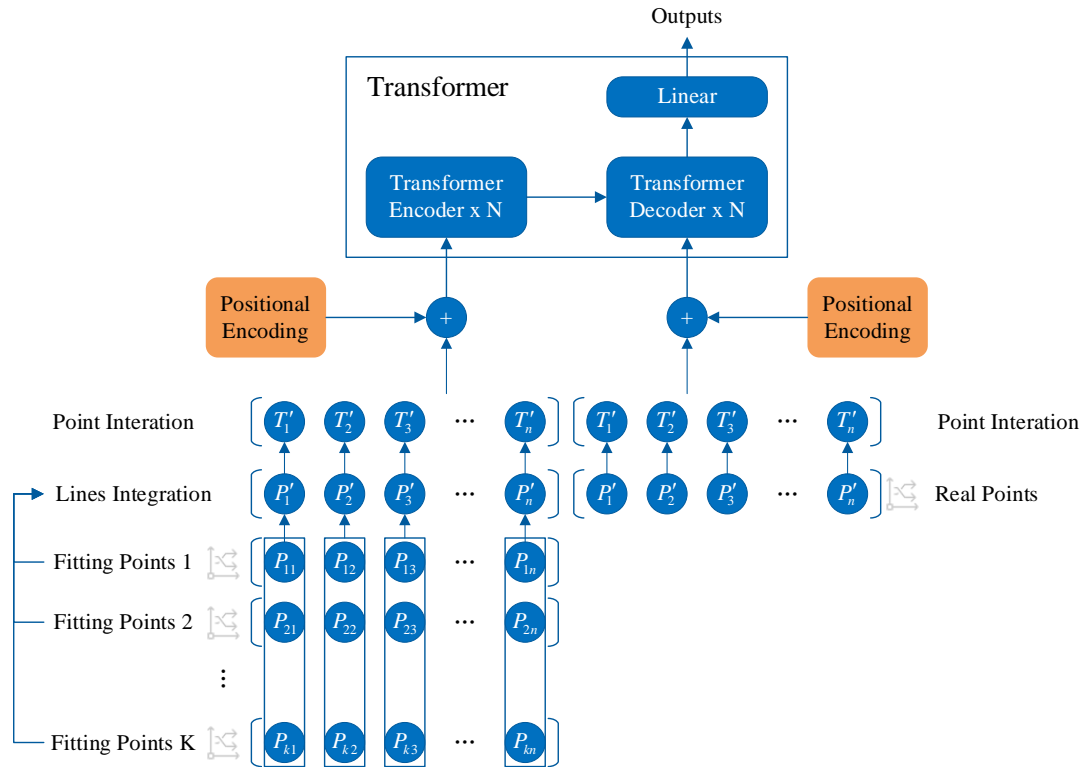 Outputs
Transformer
Linear
Transformer
Encoder x N
Transformer
Decoder x N
Positional
Encoding
+
+
Positional
Encoding
Point Interation
T′1 T′2 T′3 ... T′n T′1 T′2 T′3 ... T′n
Point Interation
Lines Integration
P′1 P′2 P′3 ... P′n P′1 P′2 P′3 ... P′n
Real Points
Fitting Points 1
P11 P12 P13 ... P1n
Fitting Points 2
P21 P22 P23 ... P2n
...
Fitting Points K
Pk1 Pk2 Pk3 ... Pkn